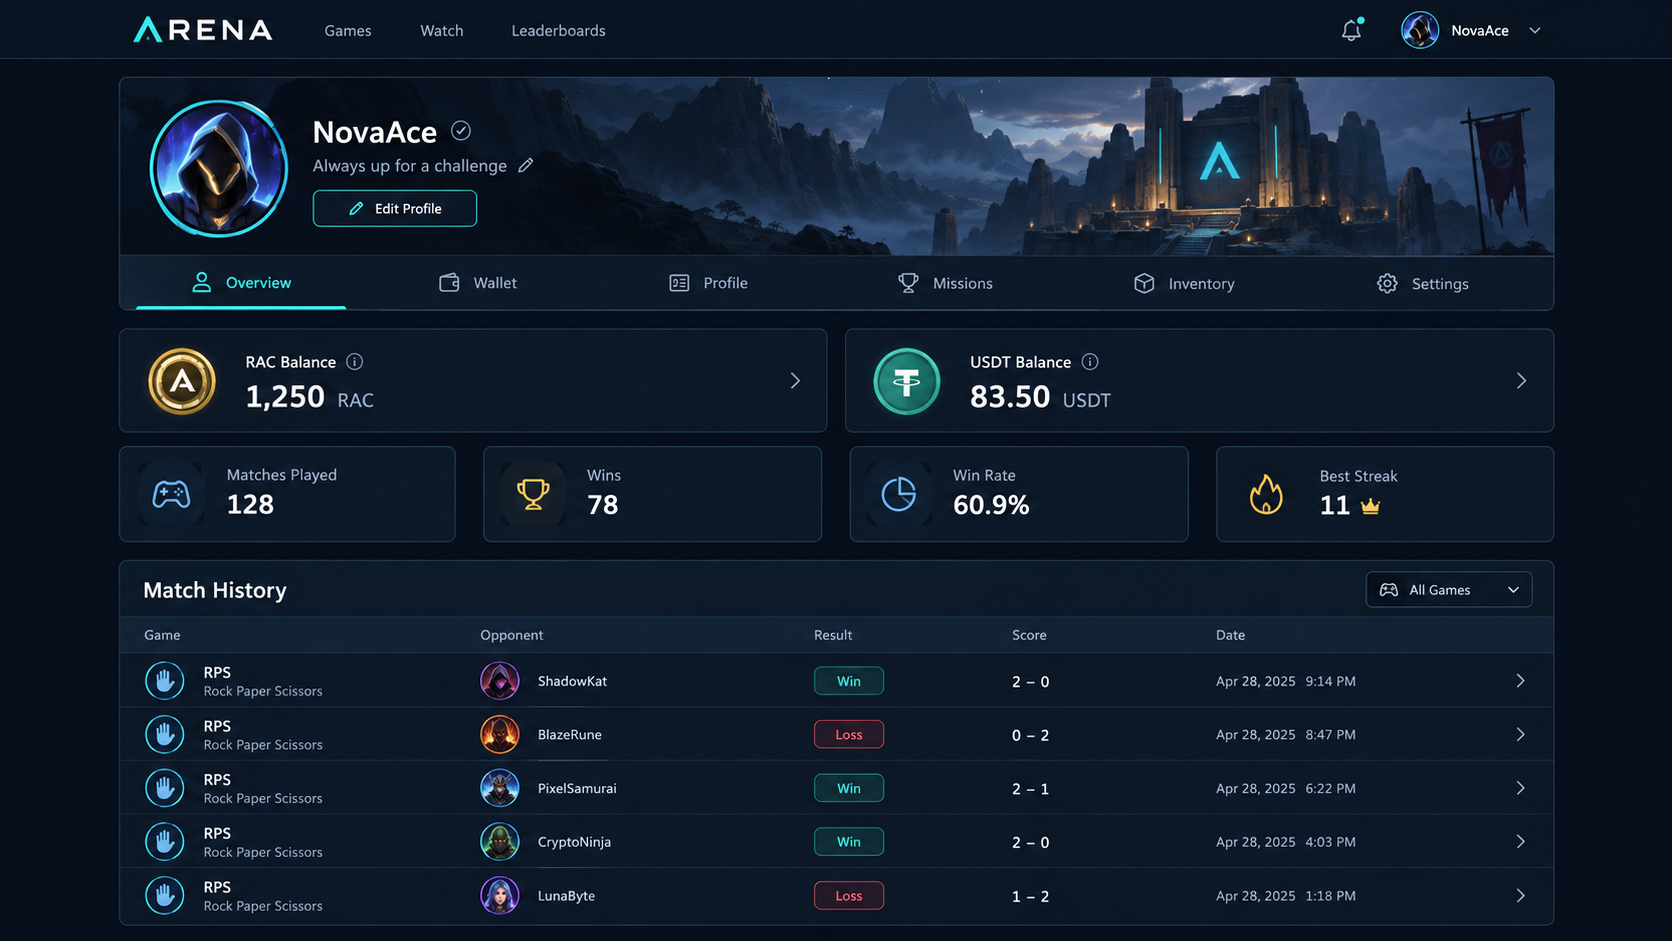 ARENA
Games
Watch
Leaderboards
NovaAce
NovaAce
Always up for a challenge
Edit Profile
Overview
Wallet
Profile
Missions
Inventory
Settings
RAC Balance
1,250 RAC
USDT Balance
83.50 USDT
Matches Played
128
Wins
78
Win Rate
60.9%
Best Streak
11
Match History
All Games
Game Opponent Result Score Date
RPS
Rock Paper Scissors
ShadowKat
Win
2 – 0
Apr 28, 2025 9:14 PM
RPS
Rock Paper Scissors
BlazeRune
Loss
0 – 2
Apr 28, 2025 8:47 PM
RPS
Rock Paper Scissors
PixelSamurai
Win
2 – 1
Apr 28, 2025 6:22 PM
RPS
Rock Paper Scissors
CryptoNinja
Win
2 – 0
Apr 28, 2025 4:03 PM
RPS
Rock Paper Scissors
LunaByte
Loss
1 – 2
Apr 28, 2025 1:18 PM